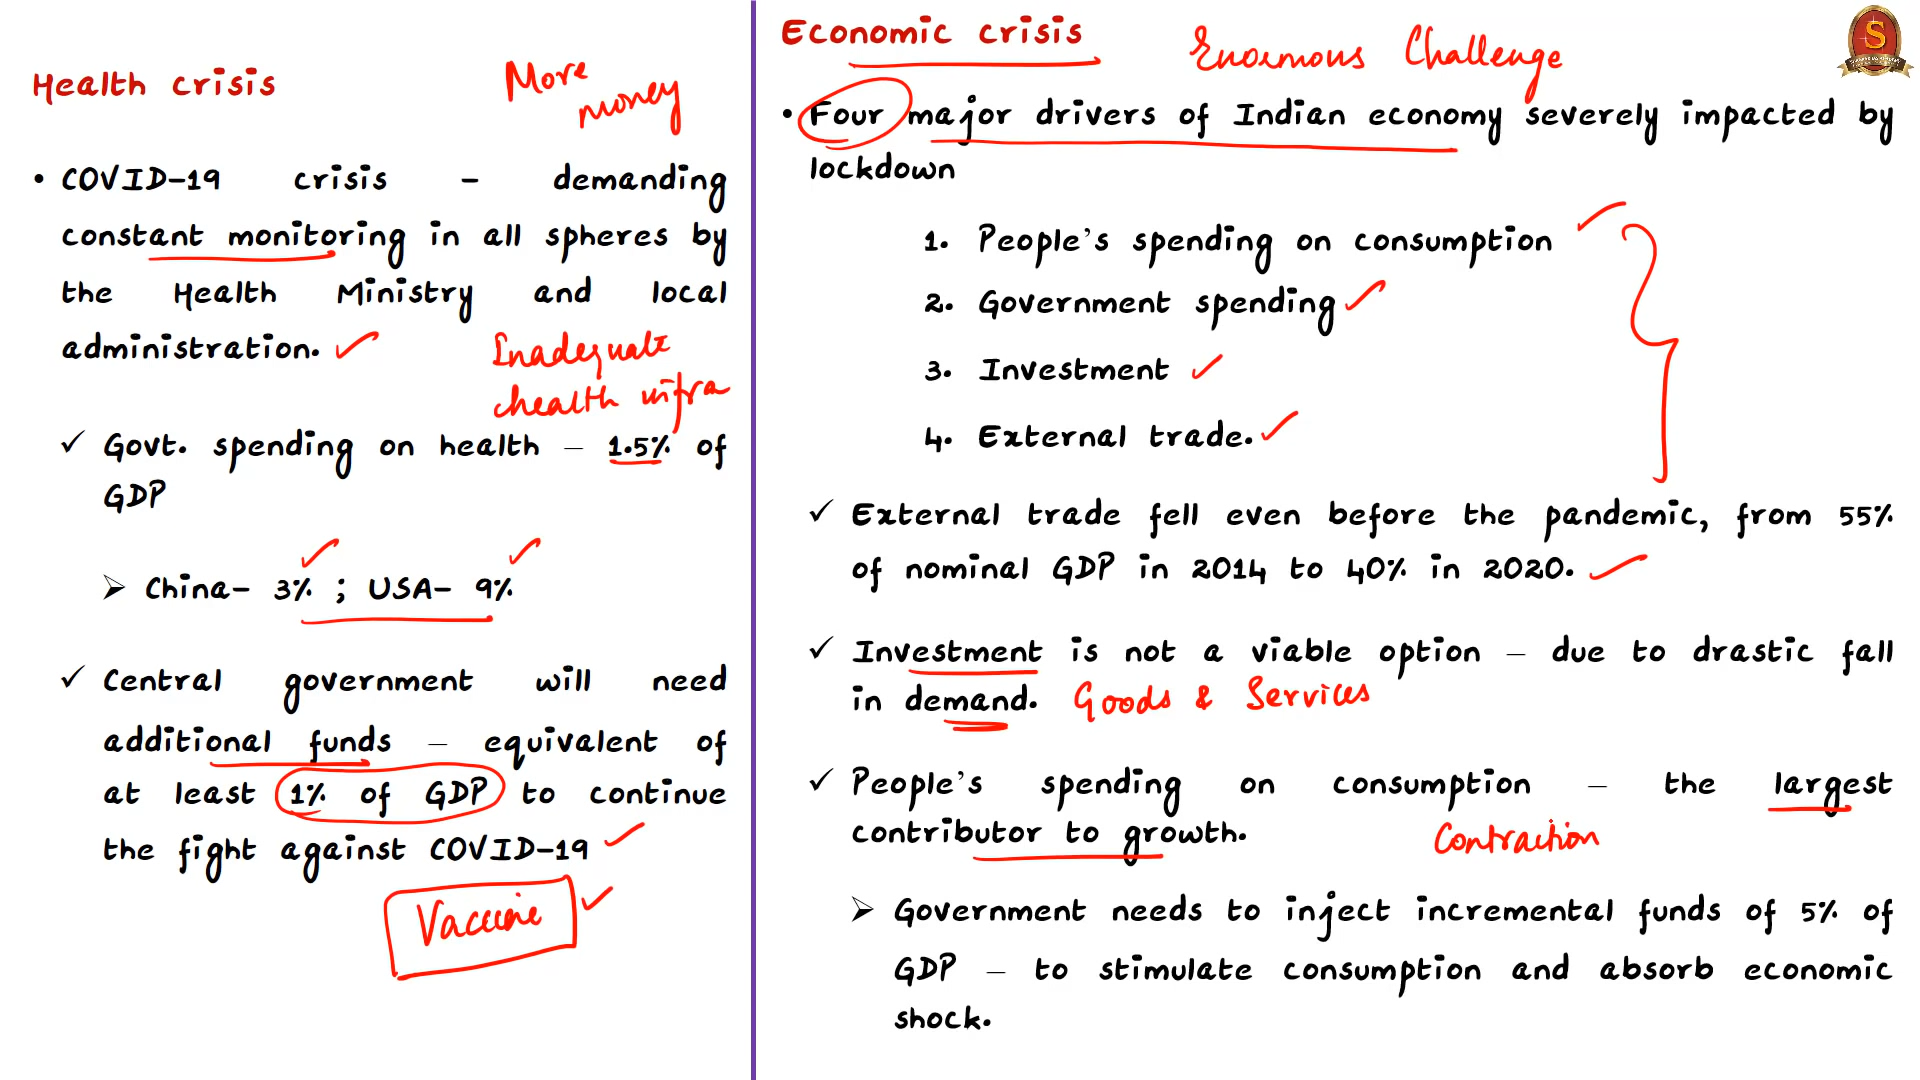 Health crisis
More
money
• COVID-19 crisis - demanding
constant monitoring in all spheres by
the Health Ministry and local
administration.
Inadequate
health infra
✓ Govt. spending on health – 1.5% of
GDP
➢ China- 3% ; USA- 9%
✓ Central government will need
additional funds – equivalent of
at least 1% of GDP to continue
the fight against COVID-19
Vaccine
Economic crisis
Enormous Challenge
• Four major drivers of Indian economy severely impacted by
lockdown
1. People's spending on consumption
2. Government spending
3. Investment
4. External trade.
✓ External trade fell even before the pandemic, from 55%
of nominal GDP in 2014 to 40% in 2020.
✓ Investment is not a viable option – due to drastic fall
in demand. Goods & Services
✓ People's spending on consumption – the largest
contributor to growth. Contraction
➢ Government needs to inject incremental funds of 5% of
GDP – to stimulate consumption and absorb economic
shock.
S